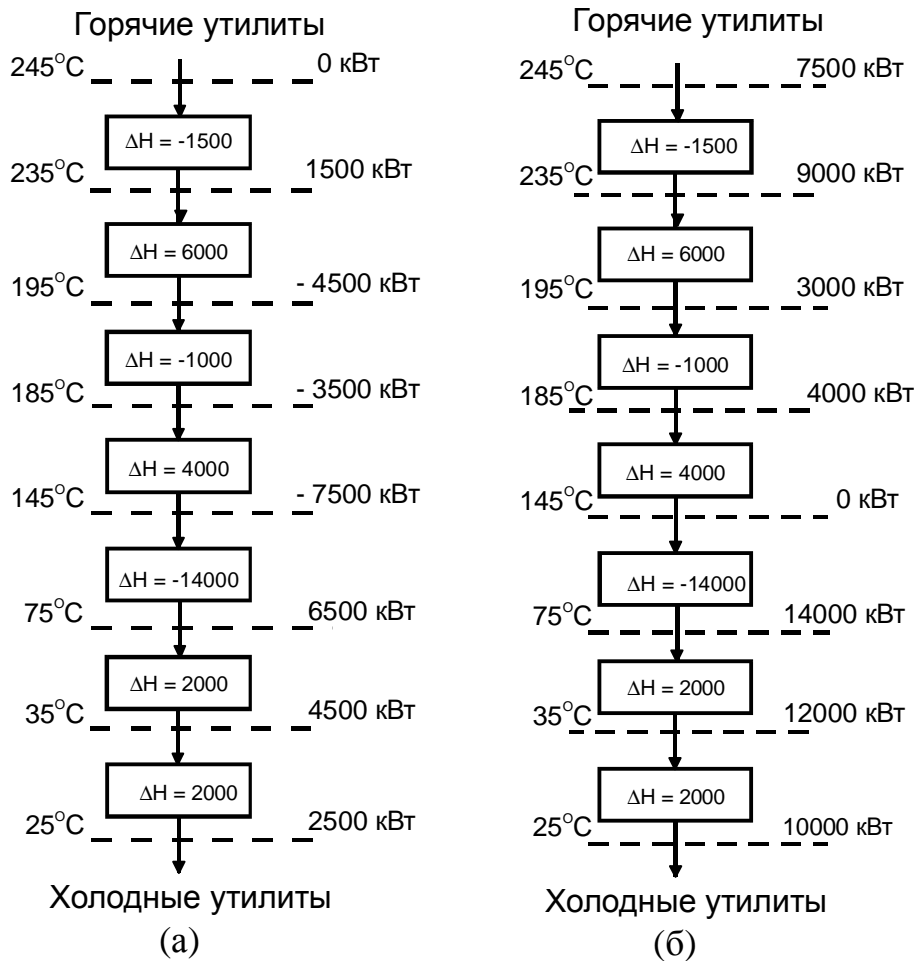 Горячие утилиты
245°C 0 кВт
ΔH = -1500
235°C 1500 кВт
ΔH = 6000
195°C - 4500 кВт
ΔH = -1000
185°C - 3500 кВт
ΔH = 4000
145°C - 7500 кВт
ΔH = -14000
75°C 6500 кВт
ΔH = 2000
35°C 4500 кВт
ΔH = 2000
25°C 2500 кВт
Холодные утилиты
(а)
Горячие утилиты
245°C 7500 кВт
ΔH = -1500
235°C 9000 кВт
ΔH = 6000
195°C 3000 кВт
ΔH = -1000
185°C 4000 кВт
ΔH = 4000
145°C 0 кВт
ΔH = -14000
75°C 14000 кВт
ΔH = 2000
35°C 12000 кВт
ΔH = 2000
25°C 10000 кВт
Холодные утилиты
(б)